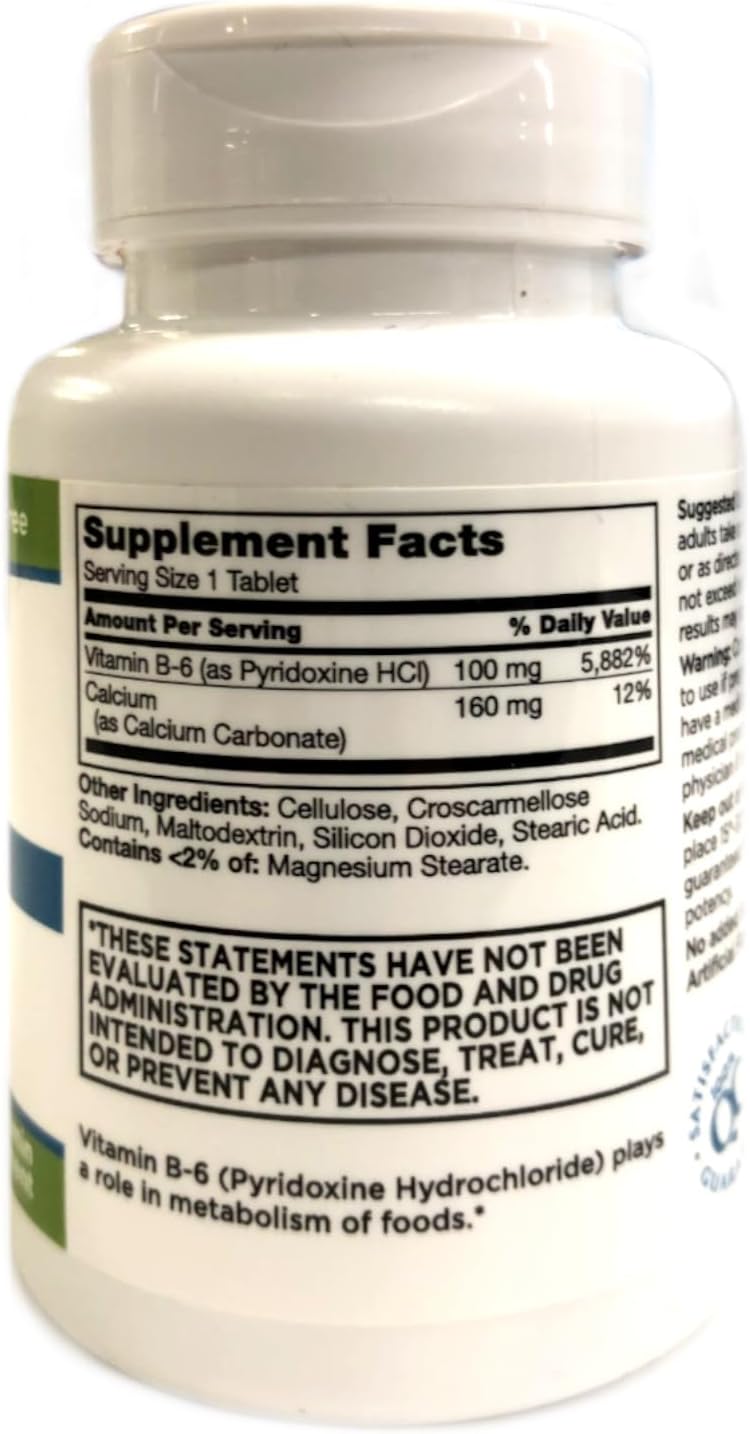 ee
Supplement Facts
Serving Size 1 Tablet
Amount Per Serving % Daily Value
Vitamin B-6 (as Pyridoxine HCl) 100 mg 5,882%
Calcium 160 mg 12%
(as Calcium Carbonate)
Other Ingredients: Cellulose, Croscarmellose
Sodium, Maltodextrin, Silicon Dioxide, Stearic Acid.
Contains <2% of: Magnesium Stearate.
*THESE STATEMENTS HAVE NOT BEEN
EVALUATED BY THE FOOD AND DRUG
ADMINISTRATION. THIS PRODUCT IS NOT
INTENDED TO DIAGNOSE, TREAT, CURE,
OR PREVENT ANY DISEASE.
Vitamin B-6 (Pyridoxine Hydrochloride) plays
a role in metabolism of foods.*
Suggested
adults take
or as
not exceed
results may
Warning:
to use if
have a
medical
physician
Keep out
place
potency.
No added
Artificial